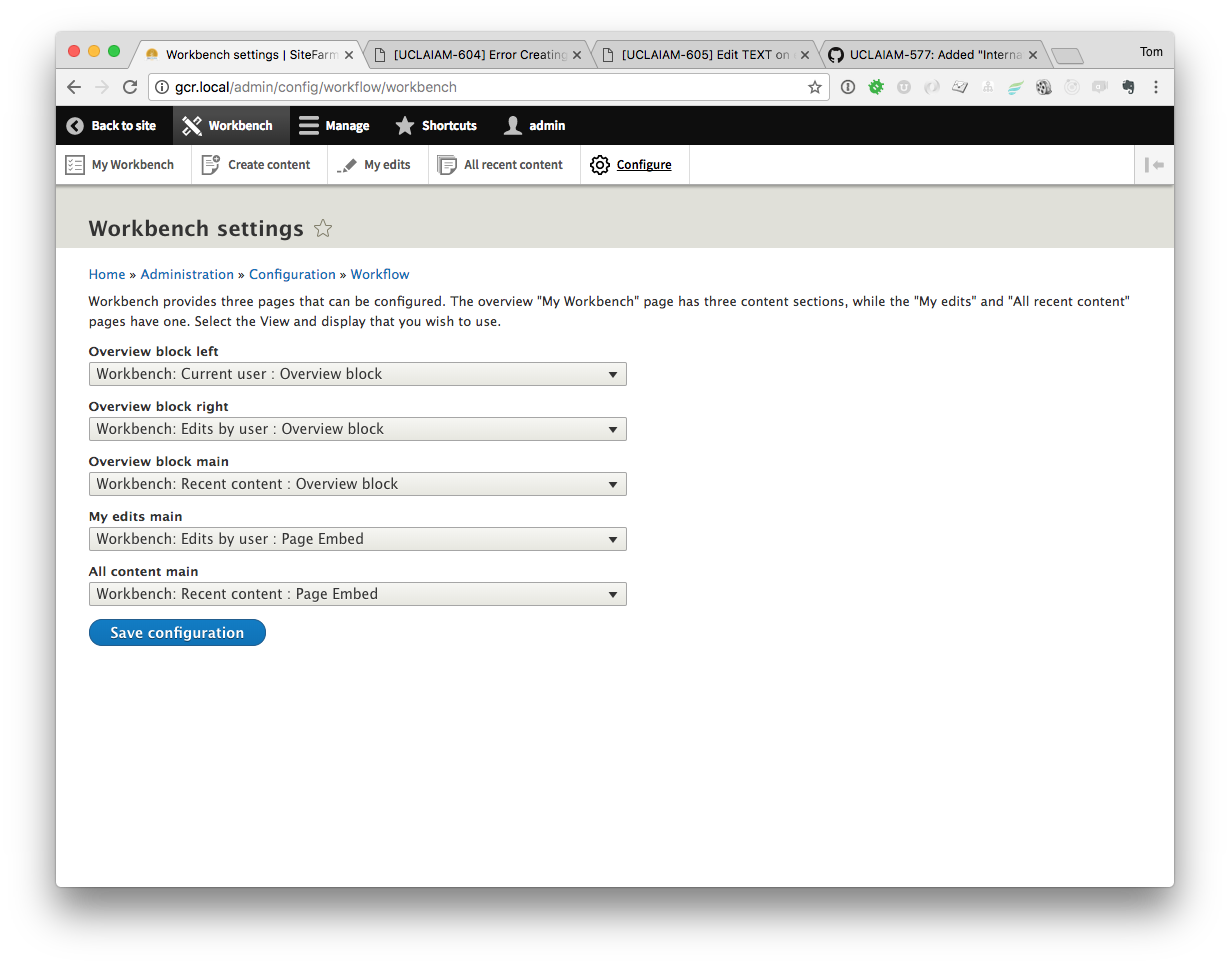 Workbench settings | SiteFarm
[UCLAIAM-604] Error Creating
[UCLAIAM-605] Edit TEXT on
UCLAIAM-577: Added "Interna
Tom
gcr.local/admin/config/workflow/workbench
Back to site
Workbench
Manage
Shortcuts
admin
My Workbench
Create content
My edits
All recent content
Configure
Workbench settings
Home » Administration » Configuration » Workflow
Workbench provides three pages that can be configured. The overview "My Workbench" page has three content sections, while the "My edits" and "All recent content"
pages have one. Select the View and display that you wish to use.
Overview block left
Workbench: Current user : Overview block
Overview block right
Workbench: Edits by user : Overview block
Overview block main
Workbench: Recent content : Overview block
My edits main
Workbench: Edits by user : Page Embed
All content main
Workbench: Recent content : Page Embed
Save configuration